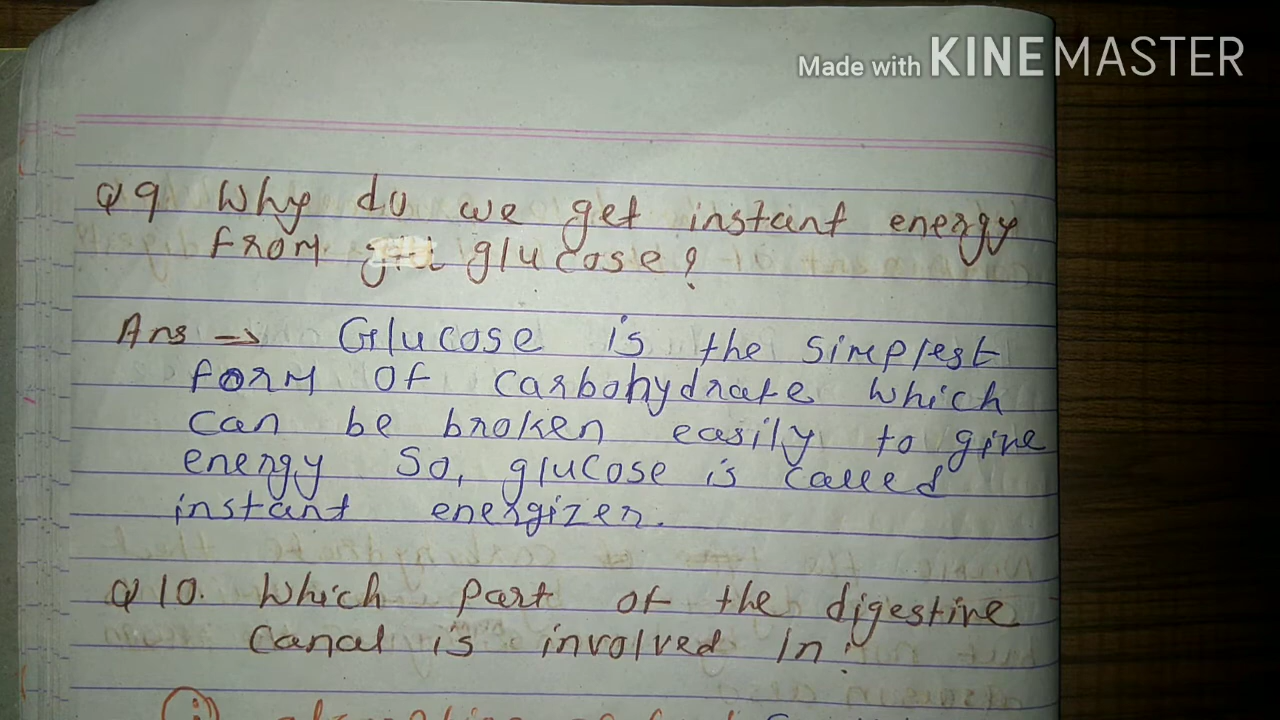 Made with KINEMASTER
Q 9 Why do we get instant energy
from glucose?
Ans → Glucose is the simplest
form of carbohydrate which
can be broken easily to give
energy So, glucose is called
instant energizer.
Q 10. Which part of the digestive
Canal is involved In:
(i)